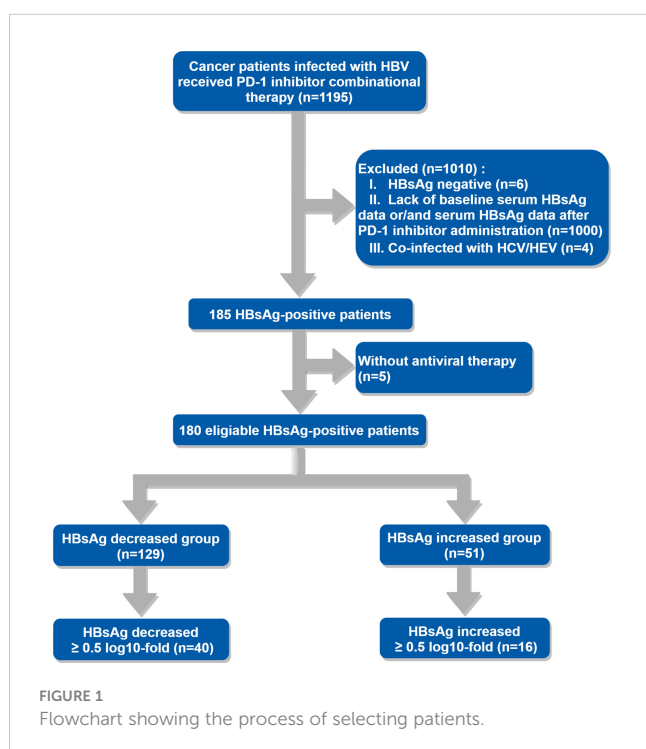 Cancer patients infected with HBV
received PD-1 inhibitor combinational
therapy (n=1195)
Excluded (n=1010) :
I. HBsAg negative (n=6)
II. Lack of baseline serum HBsAg
data or/and serum HBsAg data after
PD-1 inhibitor administration (n=1000)
III. Co-infected with HCV/HEV (n=4)
185 HBsAg-positive patients
Without antiviral therapy
(n=5)
180 eligiable HBsAg-positive patients
HBsAg decreased group
(n=129)
HBsAg increased group
(n=51)
HBsAg decreased
≥ 0.5 log10-fold (n=40)
HBsAg increased
≥ 0.5 log10-fold (n=16)
FIGURE 1
Flowchart showing the process of selecting patients.